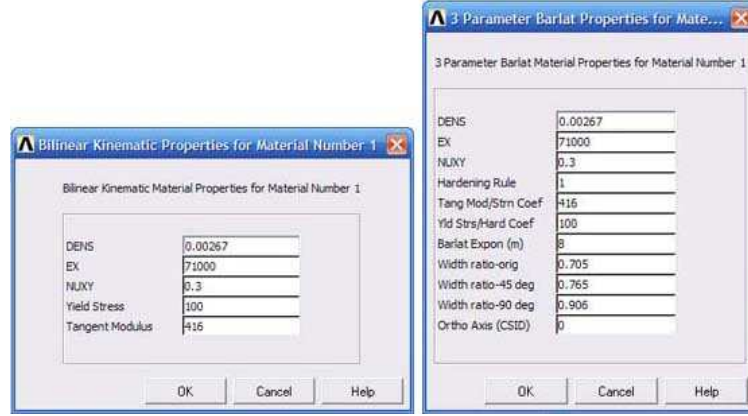 Bilinear Kinematic Properties for Material Number 1
Bilinear Kinematic Material Properties for Material Number 1
DENS 0.00267
EX 71000
NUXY 0.3
Yield Stress 100
Tangent Modulus 416
OK Cancel Help
3 Parameter Barlat Properties for Mate...
3 Parameter Barlat Material Properties for Material Number 1
DENS 0.00267
EX 71000
NUXY 0.3
Hardening Rule 1
Tang Mod/Strn Coef 416
Yld Strs/Hard Coef 100
Barlat Expon (m) 8
Width ratio-orig 0.705
Width ratio-45 deg 0.765
Width ratio-90 deg 0.906
Ortho Axis (CSID) 0
OK Cancel Help